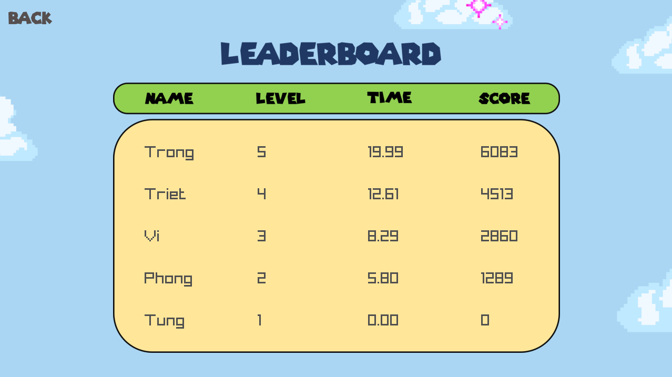 BACK
LEADERBOARD
NAME LEVEL TIME SCORE
Trong 5 19.99 6083
Triet 4 12.61 4513
Vi 3 8.29 2860
Phong 2 5.80 1289
Tung 1 0.00 0